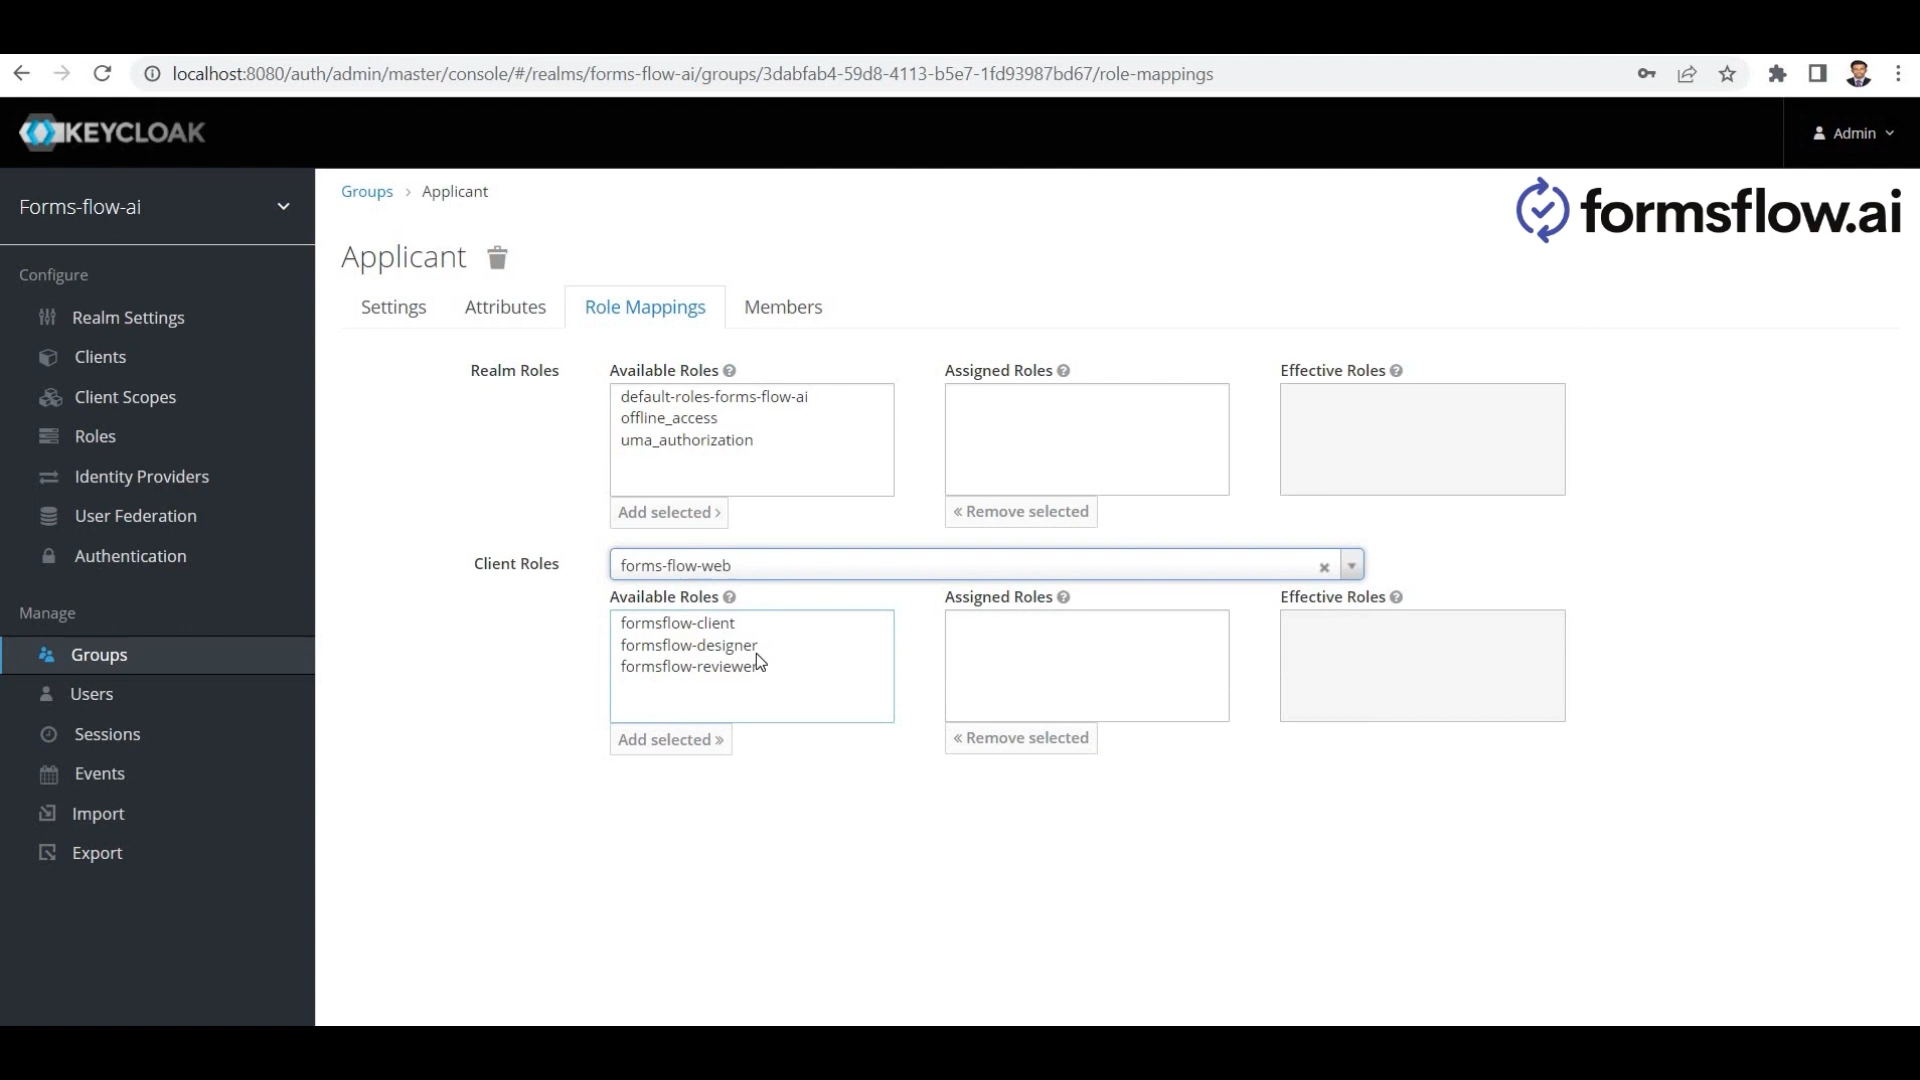 localhost:8080/auth/admin/master/console/#/realms/forms-flow-ai/groups/3dabfab4-59d8-4113-b5e7-1fd93987bd67/role-mappings
KEYCLOAK
Admin
Forms-flow-ai
Configure
Realm Settings
Clients
Client Scopes
Roles
Identity Providers
User Federation
Authentication
Manage
Groups
Users
Sessions
Events
Import
Export
Groups > Applicant
formsflow.ai
Applicant
Settings Attributes Role Mappings Members
Realm Roles Available Roles Assigned Roles Effective Roles
default-roles-forms-flow-ai
offline_access
uma_authorization
Add selected > « Remove selected
Client Roles forms-flow-web
Available Roles Assigned Roles Effective Roles
formsflow-client
formsflow-designer
formsflow-reviewer
Add selected » « Remove selected